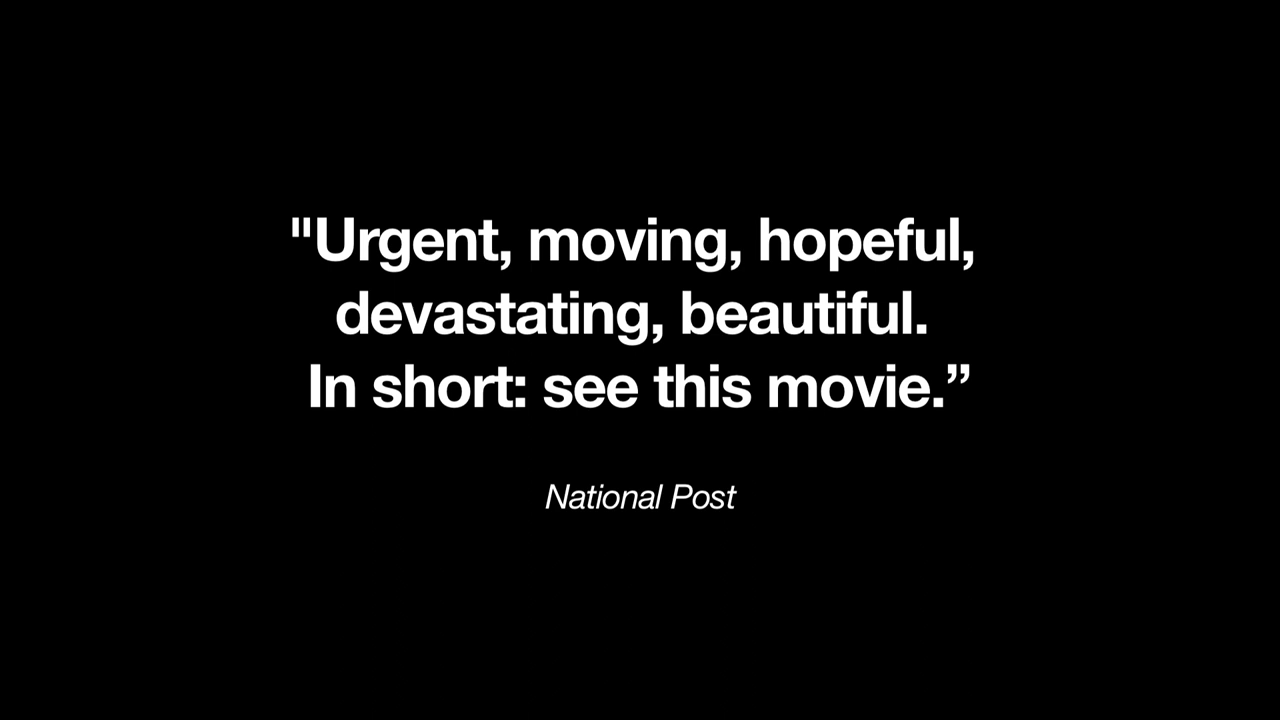 "Urgent, moving, hopeful,
devastating, beautiful.
In short: see this movie.”
National Post